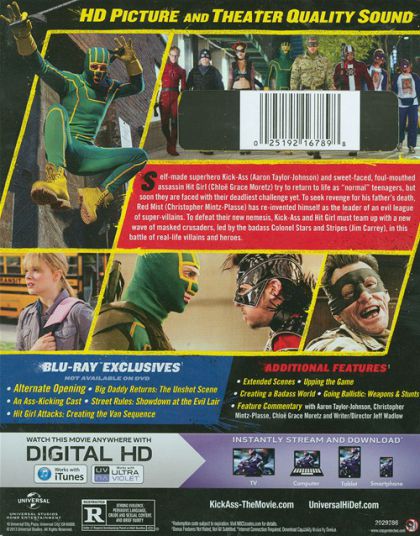 HD PICTURE AND THEATER QUALITY SOUND
0 25192 16789 8
Self-made superhero Kick-Ass (Aaron Taylor-Johnson) and sweet-faced, foul-mouthed
assassin Hit Girl (Chloë Grace Moretz) try to return to life as “normal” teenagers, but
soon they are faced with their deadliest challenge yet. To seek revenge for his father’s death,
Red Mist (Christopher Mintz-Plasse) has re-invented himself as the leader of an evil league
of super-villains. To defeat their new nemesis, Kick-Ass and Hit Girl must team up with a new
wave of masked crusaders, led by the badass Colonel Stars and Stripes (Jim Carrey), in this
battle of real-life villains and heroes.
BLU-RAY EXCLUSIVES
NOT AVAILABLE ON DVD
• Alternate Opening • Big Daddy Returns: The Unshot Scene
• An Ass-Kicking Cast • Street Rules: Showdown at the Evil Lair
• Hit Girl Attacks: Creating the Van Sequence
ADDITIONAL FEATURES
• Extended Scenes • Upping the Game
• Creating a Badass World • Going Ballistic: Weapons & Stunts
• Feature Commentary with Aaron Taylor-Johnson, Christopher
Mintz-Plasse, Chloë Grace Moretz and Writer/Director Jeff Wadlow
WATCH THIS MOVIE ANYWHERE WITH
DIGITAL HD
Works with
iTunes
UV
WORKS WITH
ULTRA
VIOLET
INSTANTLY STREAM AND DOWNLOAD
TV
Computer
Tablet
Smartphone
UNIVERSAL
UNIVERSAL STUDIOS
HOME ENTERTAINMENT
R
RESTRICTED
KickAss-TheMovie.com
UniversalHiDef.com
2029286